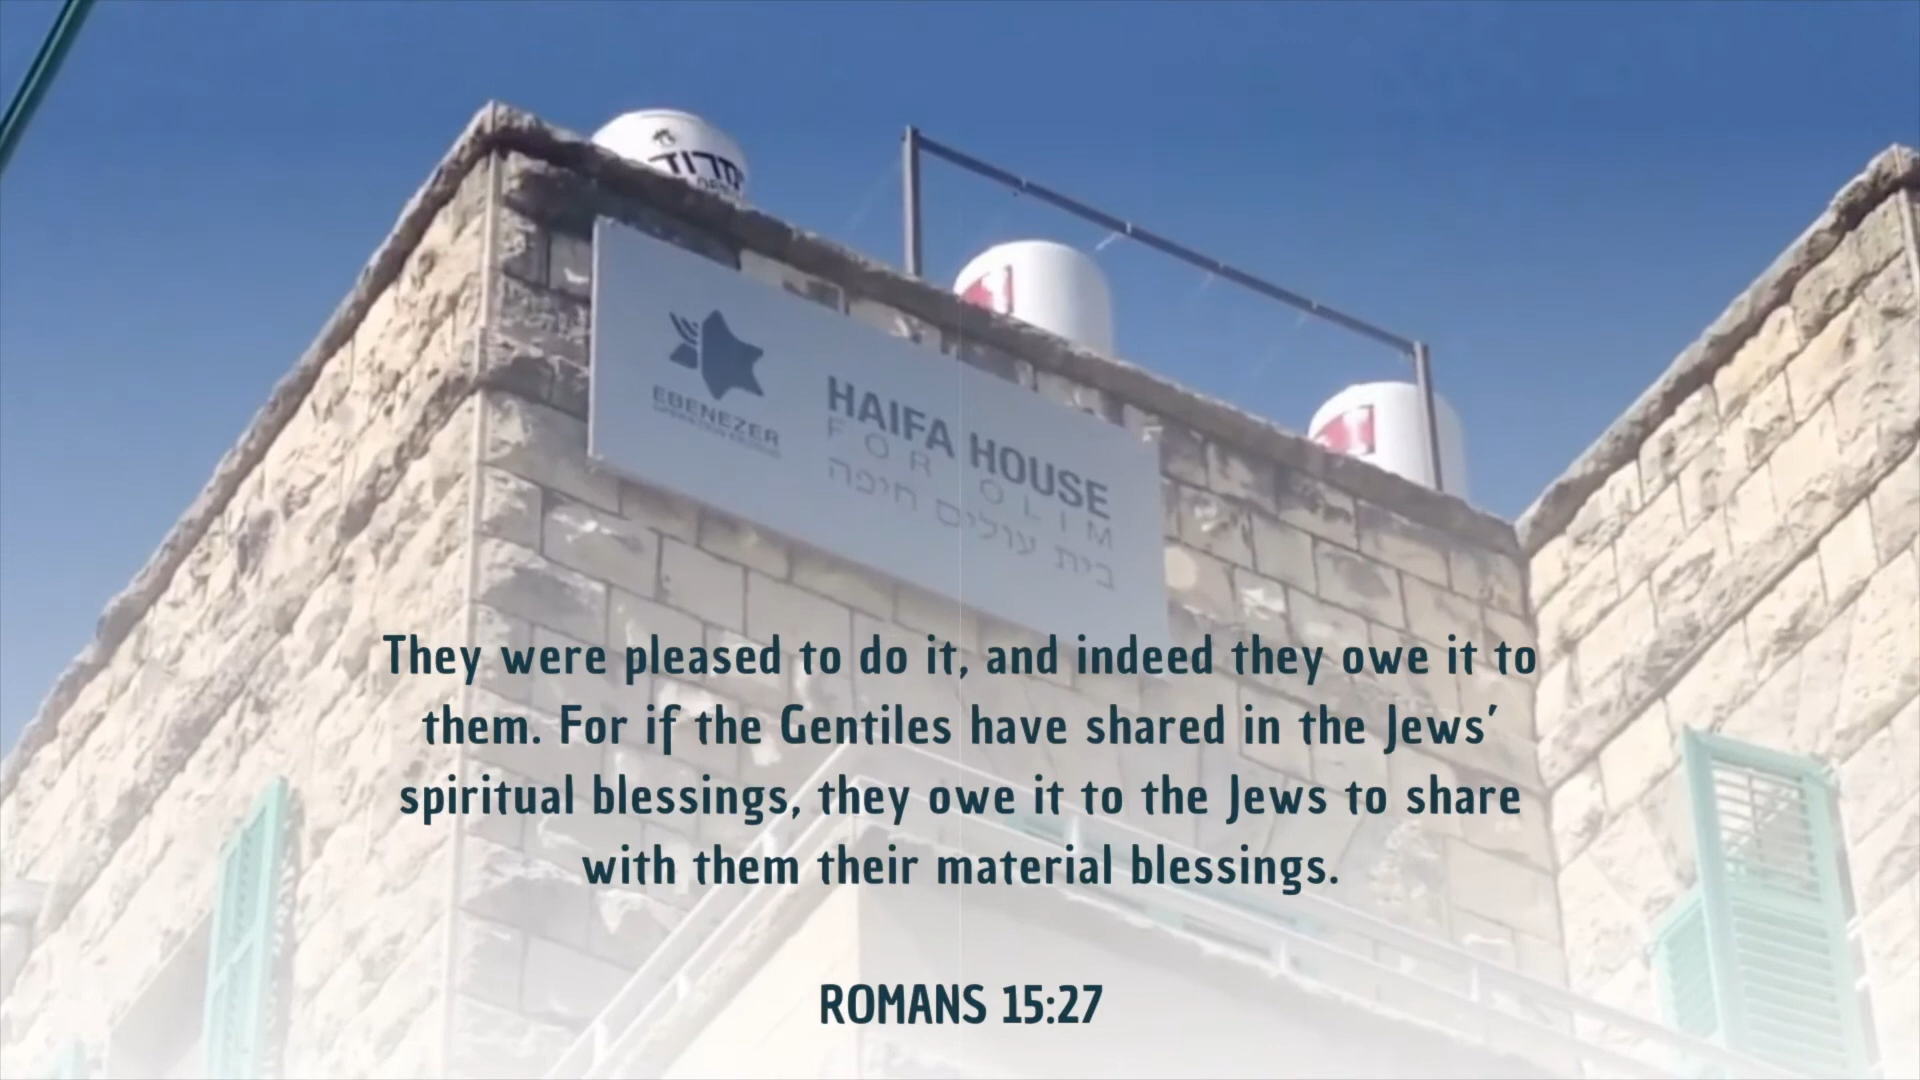 EBENEZER
HAIFA HOUSE
FOR OLIM
בית עולים חיפה
They were pleased to do it, and indeed they owe it to
them. For if the Gentiles have shared in the Jews’
spiritual blessings, they owe it to the Jews to share
with them their material blessings.
ROMANS 15:27